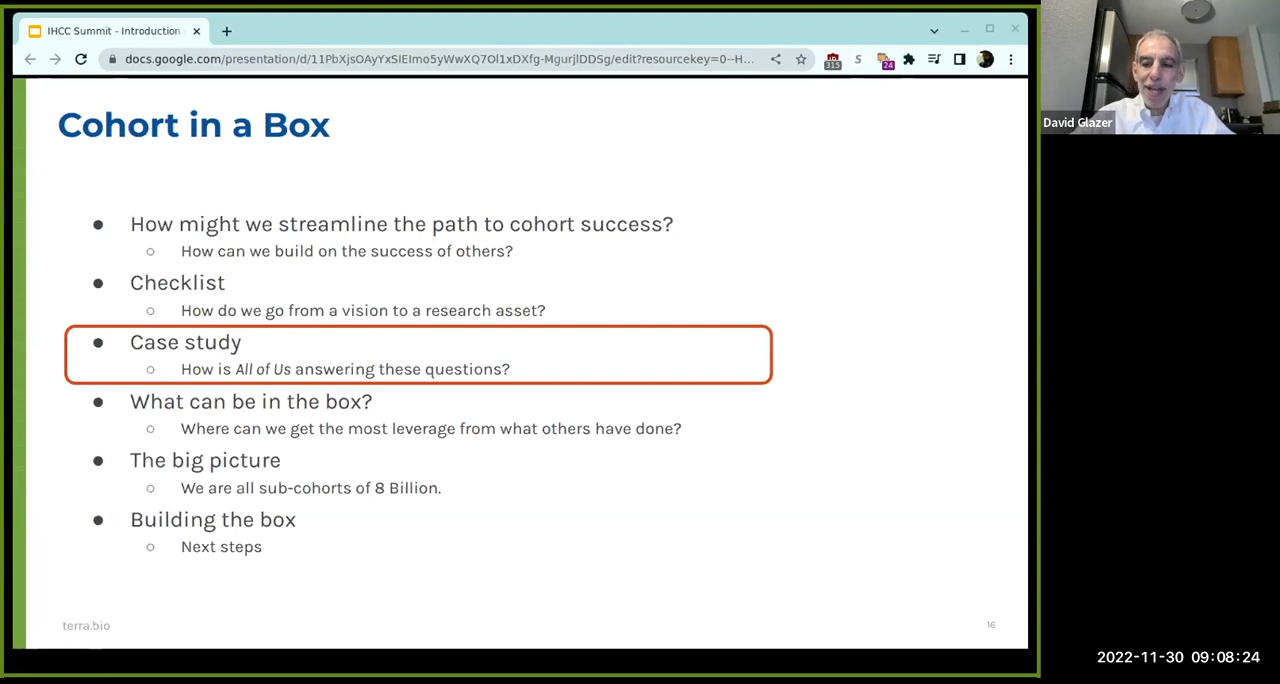 IHCC Summit - Introduction
docs.google.com/presentation/d/11PbXjsOAyYxSIEImo5yWwXQ7Ol1xDXfg-MgurjlDDSg/edit?resourcekey=0--H...
315
S
24
Cohort in a Box
David Glazer
● How might we streamline the path to cohort success?
○ How can we build on the success of others?
● Checklist
○ How do we go from a vision to a research asset?
● Case study
○ How is All of Us answering these questions?
● What can be in the box?
○ Where can we get the most leverage from what others have done?
● The big picture
○ We are all sub-cohorts of 8 Billion.
● Building the box
○ Next steps
terra.bio
16
2022-11-30 09:08:24